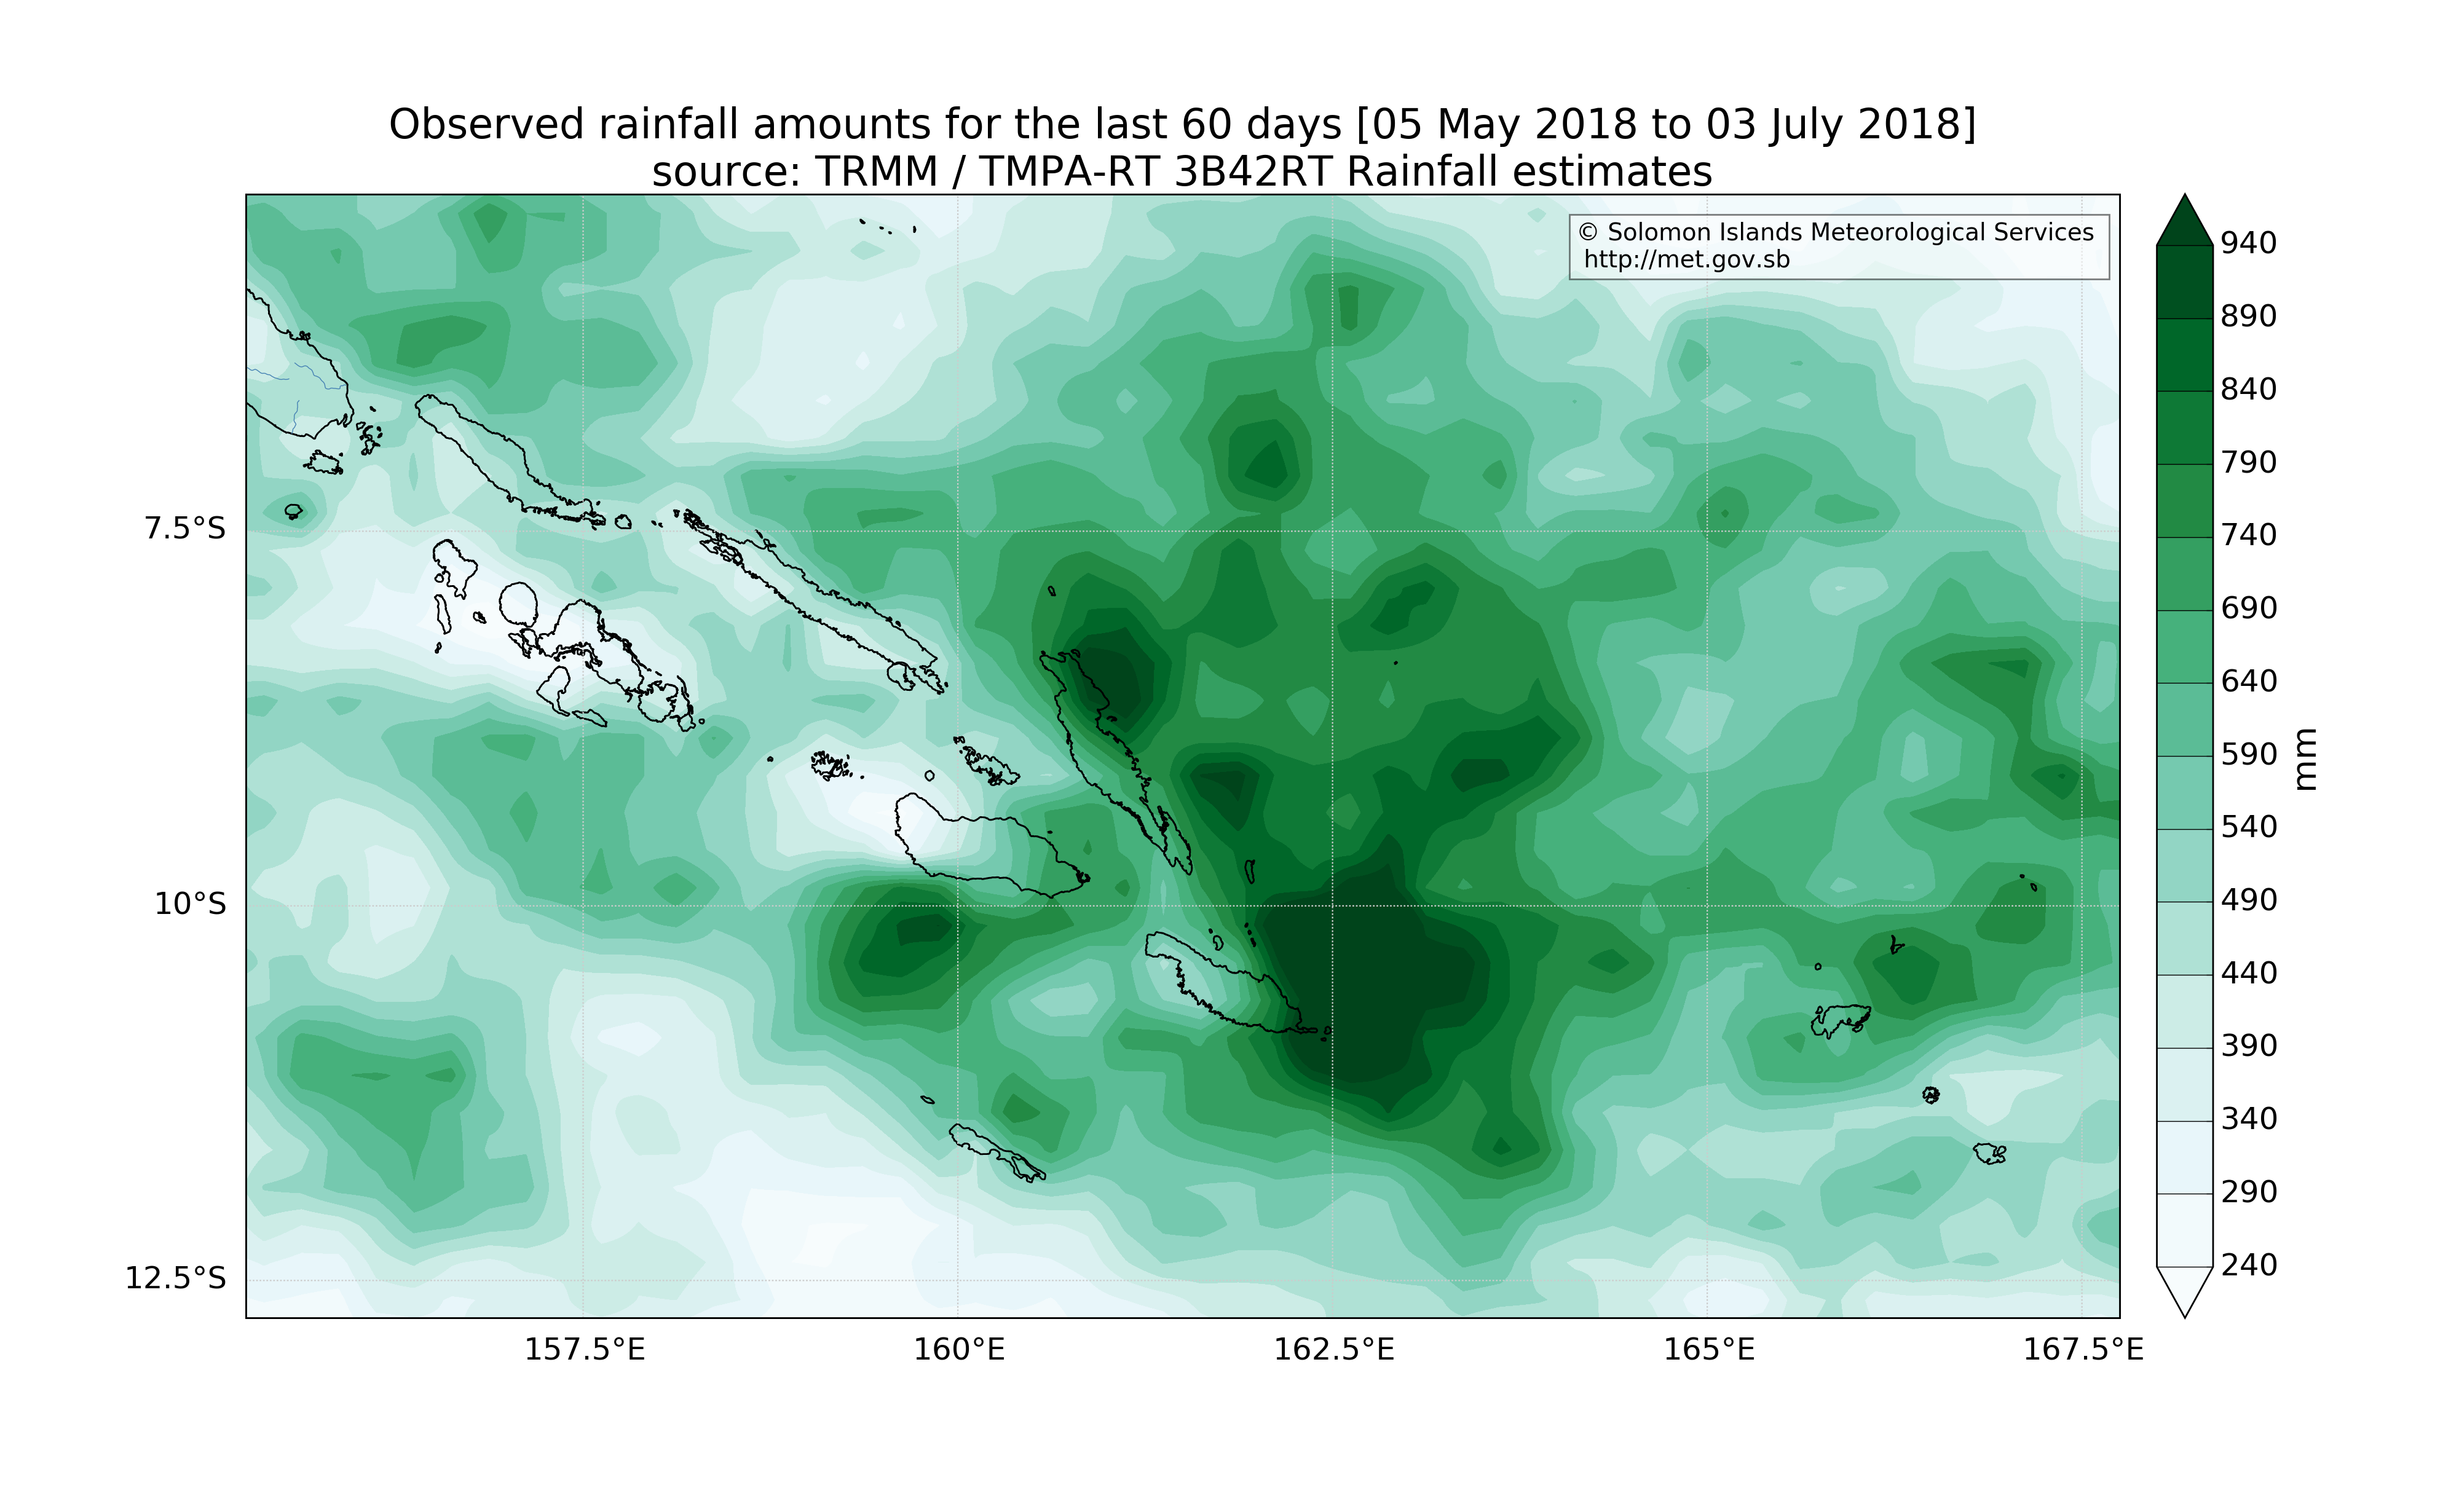 Observed rainfall amounts for the last 60 days [05 May 2018 to 03 July 2018]
source: TRMM / TMPA-RT 3B42RT Rainfall estimates
© Solomon Islands Meteorological Services
http://met.gov.sb
7.5°S
10°S
12.5°S
157.5°E
160°E
162.5°E
165°E
167.5°E
940
890
840
790
740
690
640
590
540
490
440
390
340
290
240
mm